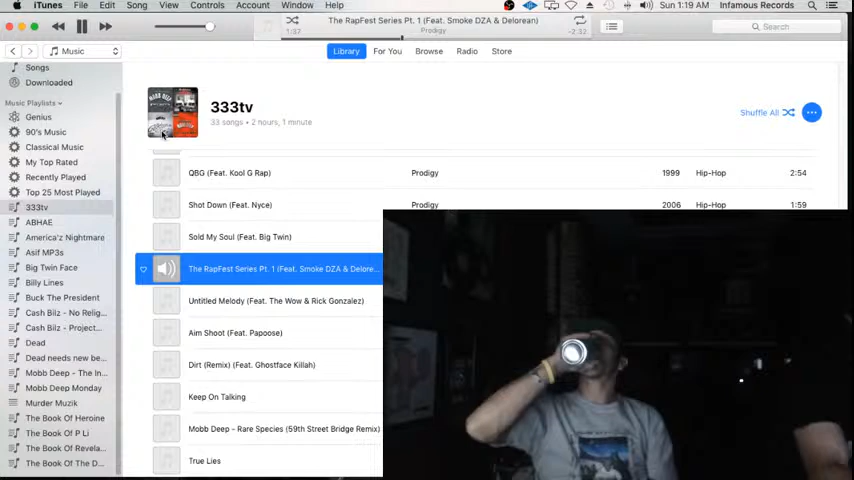 iTunes File Edit Song View Controls Account Window Help Sun 1:19 AM Infamous Records
The RapFest Series Pt. 1 (Feat. Smoke DZA & Delorean)
1:37 Prodigy -2:32
Search
Music Library For You Browse Radio Store
Songs
Downloaded
Music Playlists
Genius
90's Music
Classical Music
My Top Rated
Recently Played
Top 25 Most Played
333tv
ABHAE
America'z Nightmare
Asif MP3s
Big Twin Face
Billy Lines
Buck The President
Cash Bilz - No Relig...
Cash Bilz - Project...
Dead
Dead needs new be...
Mobb Deep - The In...
Mobb Deep Monday
Murder Muzik
The Book Of Heroine
The Book Of P Li
The Book Of Revela...
The Book Of The D...
333tv
33 songs • 2 hours, 1 minute
Shuffle All
QBG (Feat. Kool G Rap) Prodigy 1999 Hip-Hop 2:54
Shot Down (Feat. Nyce) Prodigy 2006 Hip-Hop 1:59
Sold My Soul (Feat. Big Twin)
The RapFest Series Pt. 1 (Feat. Smoke DZA & Delore...
Untitled Melody (Feat. The Wow & Rick Gonzalez)
Aim Shoot (Feat. Papoose)
Dirt (Remix) (Feat. Ghostface Killah)
Keep On Talking
Mobb Deep - Rare Species (59th Street Bridge Remix)
True Lies